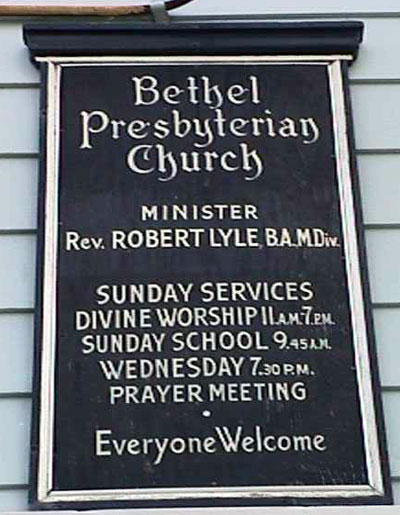 Bethel
Presbyterian
Church
MINISTER
Rev. ROBERT LYLE, B.A.M.Div.
SUNDAY SERVICES
DIVINE WORSHIP 11.A.M.7.P.M.
SUNDAY SCHOOL 9.45 A.M.
WEDNESDAY 7.30 P.M.
PRAYER MEETING
•
Everyone Welcome